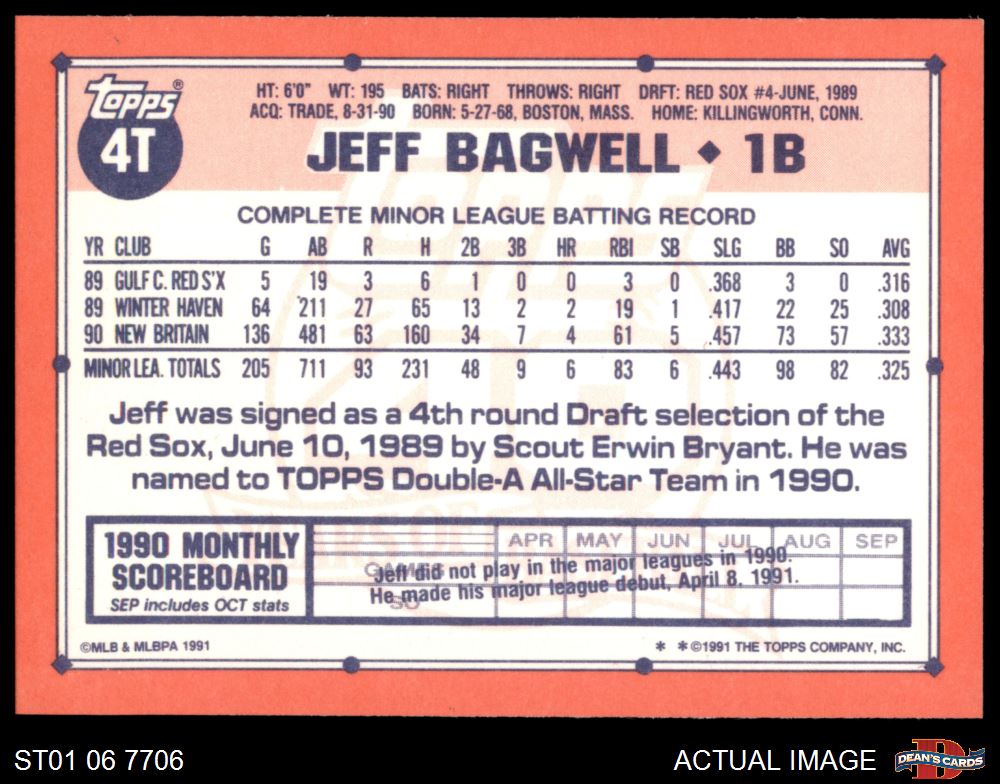 Topps®
4T
HT: 6'0" WT: 195 BATS: RIGHT THROWS: RIGHT DRFT: RED SOX #4-JUNE, 1989
ACQ: TRADE, 8-31-90 BORN: 5-27-68, BOSTON, MASS. HOME: KILLINGWORTH, CONN.
JEFF BAGWELL ◆ 1B
COMPLETE MINOR LEAGUE BATTING RECORD
YR CLUB G AB R H 2B 3B HR RBI SB SLG BB SO AVG
89 GULF C. RED S'X 5 19 3 6 1 0 0 3 0 .368 3 0 .316
89 WINTER HAVEN 64 211 27 65 13 2 2 19 1 .417 22 25 .308
90 NEW BRITAIN 136 481 63 160 34 7 4 61 5 .457 73 57 .333
MINOR LEA. TOTALS 205 711 93 231 48 9 6 83 6 .443 98 82 .325
Jeff was signed as a 4th round Draft selection of the
Red Sox, June 10, 1989 by Scout Erwin Bryant. He was
named to TOPPS Double-A All-Star Team in 1990.
1990 MONTHLY
SCOREBOARD
SEP includes OCT stats
APR MAY JUN JUL AUG SEP
GAMES
Jeff did not play in the major leagues in 1990.
He made his major league debut, April 8, 1991.
SO
©MLB & MLBPA 1991
* *©1991 THE TOPPS COMPANY, INC.
ST01 06 7706
ACTUAL IMAGE
DEAN'S CARDS